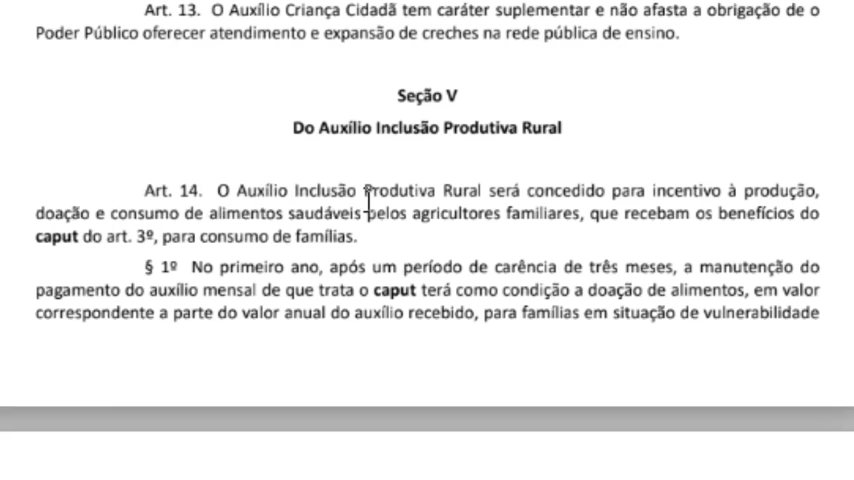 Art. 13. O Auxílio Criança Cidadã tem caráter suplementar e não afasta a obrigação de o
Poder Público oferecer atendimento e expansão de creches na rede pública de ensino.
Seção V
Do Auxílio Inclusão Produtiva Rural
Art. 14. O Auxílio Inclusão Produtiva Rural será concedido para incentivo à produção,
doação e consumo de alimentos saudáveis pelos agricultores familiares, que recebam os benefícios do
caput do art. 3º, para consumo de famílias.
§ 1º No primeiro ano, após um período de carência de três meses, a manutenção do
pagamento do auxílio mensal de que trata o caput terá como condição a doação de alimentos, em valor
correspondente a parte do valor anual do auxílio recebido, para famílias em situação de vulnerabilidade